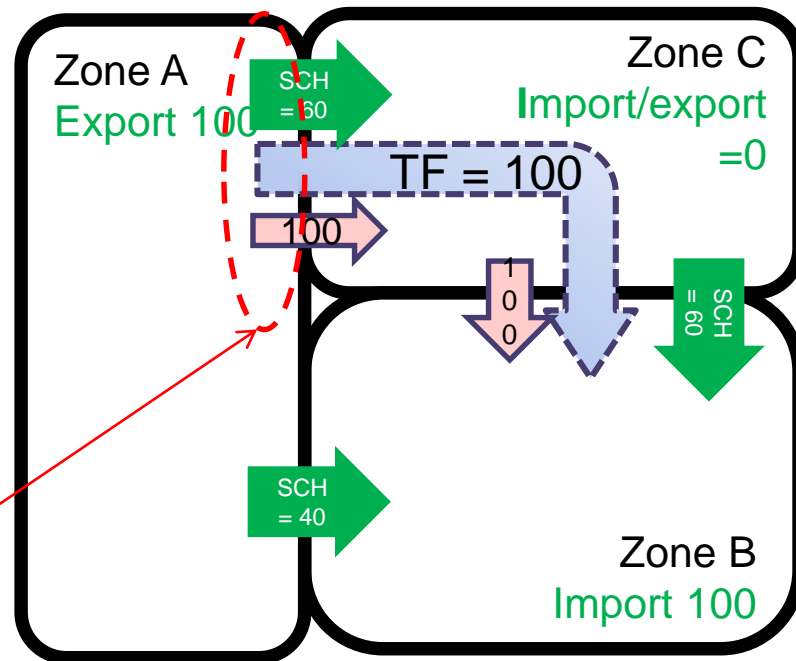 Zone A
Export 100
SCH
= 60
Zone C
Import/export
=0
TF = 100
100
1
0
0
SCH
= 60
SCH
= 40
Zone B
Import 100